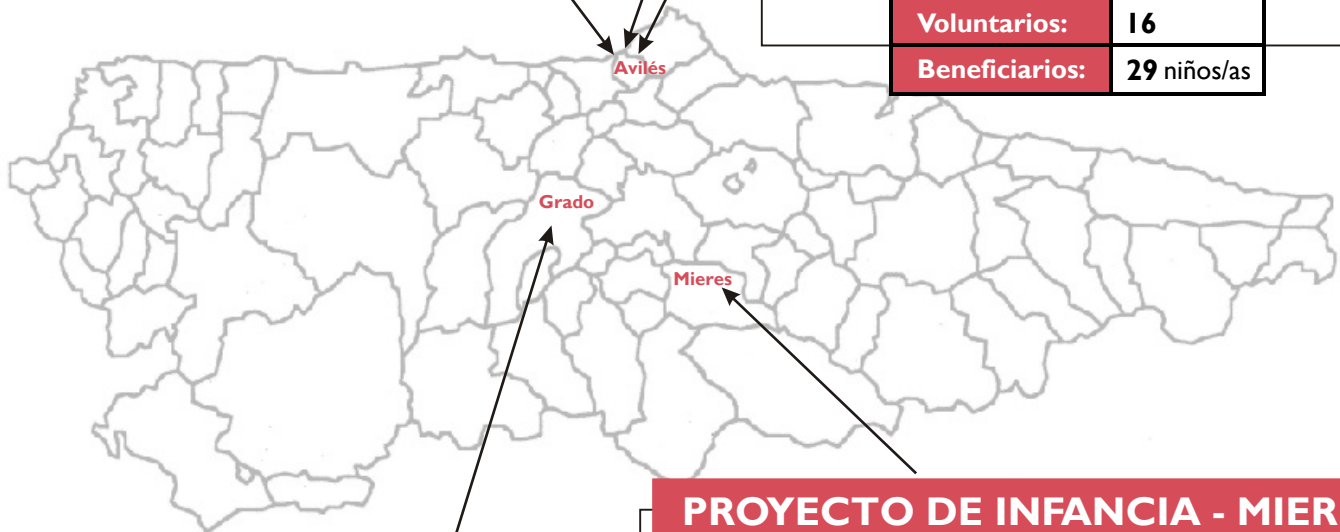 Voluntarios: 16
Beneficiarios: 29 niños/as
Avilés
Grado
Mieres
PROYECTO DE INFANCIA - MIER